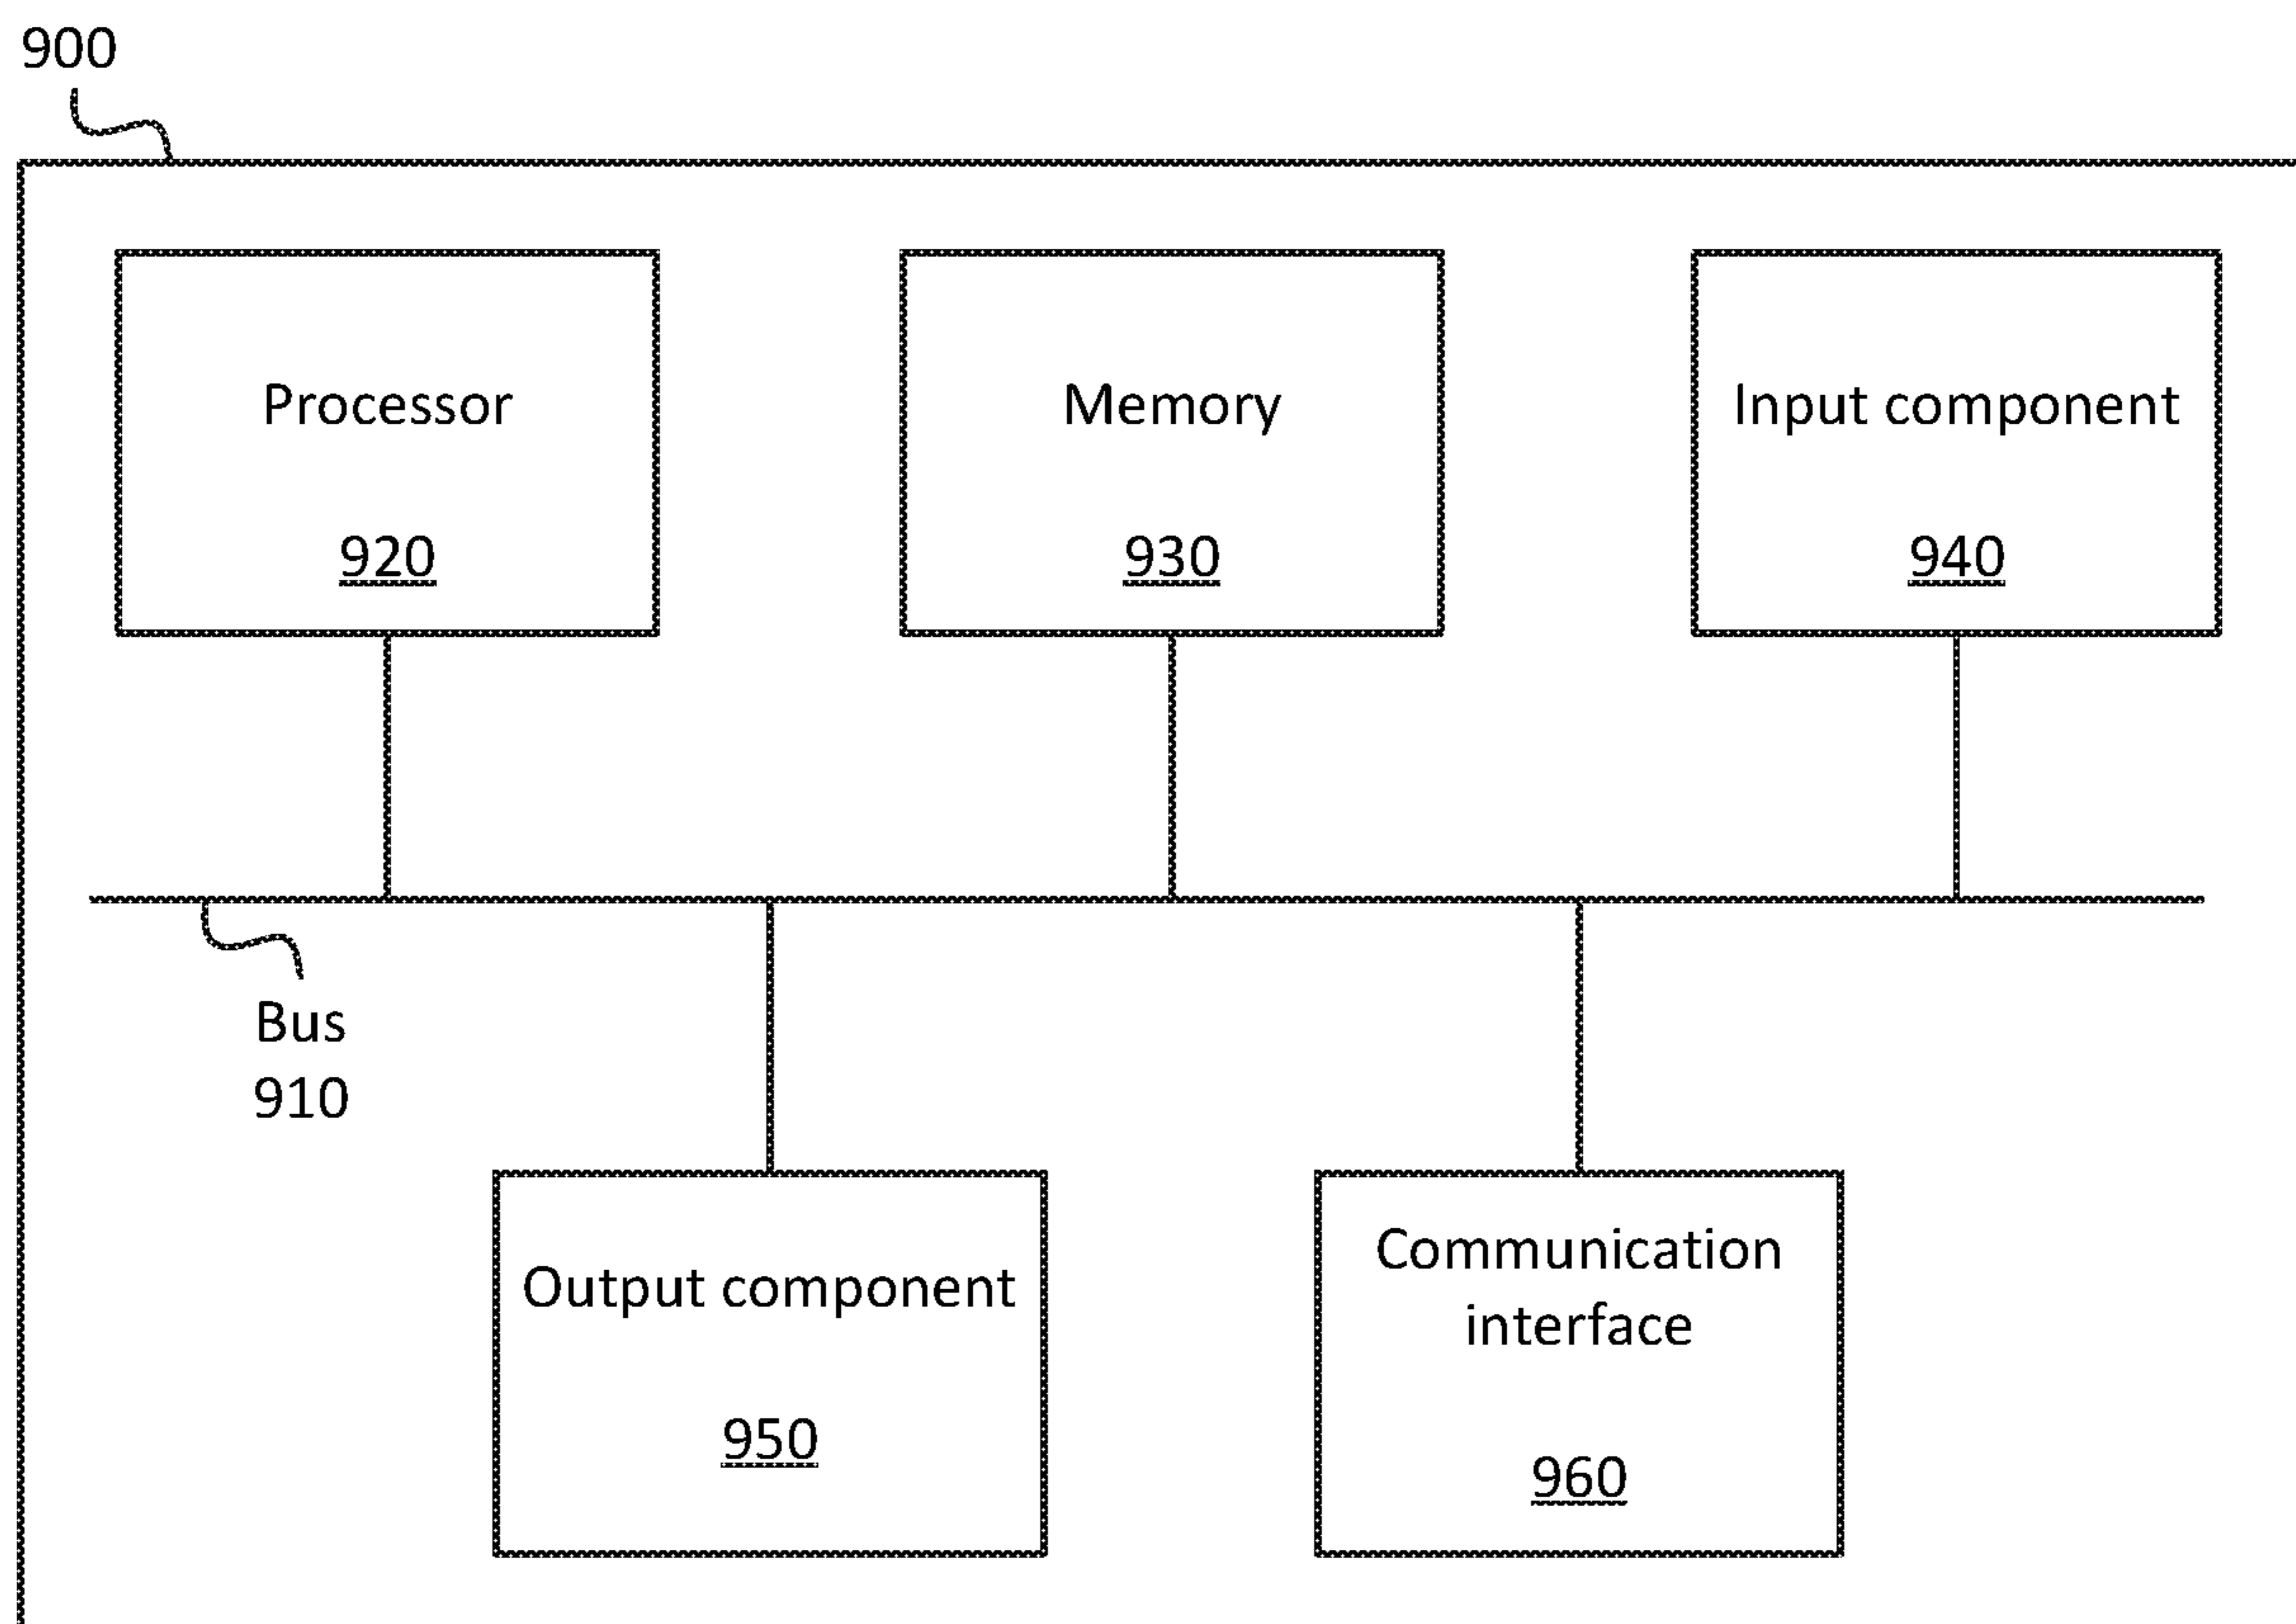 900
Processor
920
Memory
930
Input component
940
Bus
910
Output component
950
Communication
interface
960